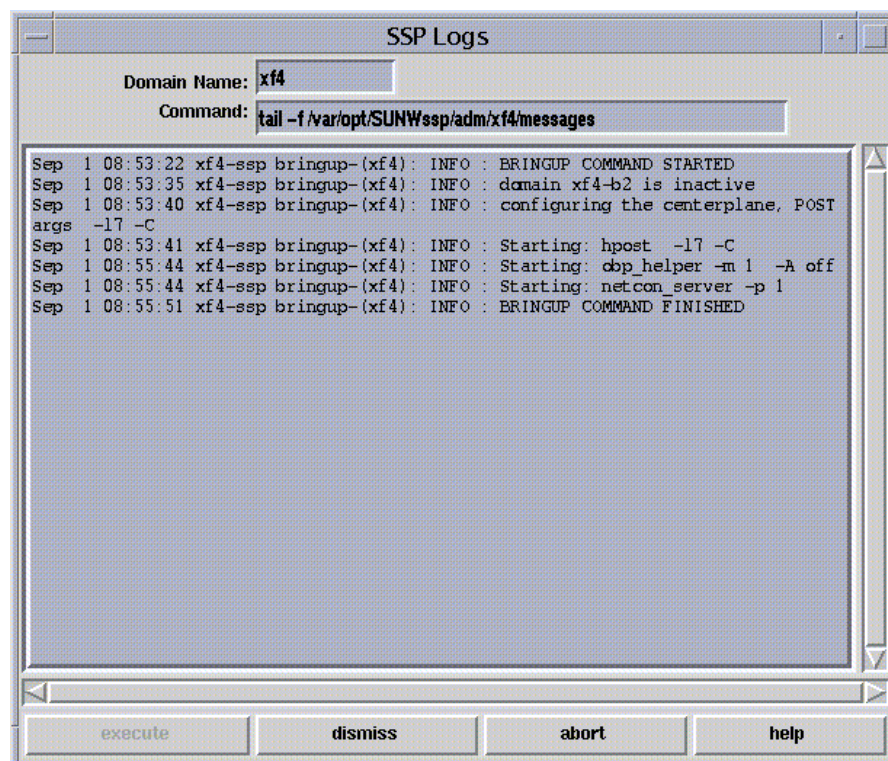 SSP Logs
Domain Name: xf4
Command: tail -f /var/opt/SUNWssp/adm/xf4/messages
Sep  1 08:53:22 xf4-ssp bringup-(xf4): INFO : BRINGUP COMMAND STARTED
Sep  1 08:53:35 xf4-ssp bringup-(xf4): INFO : domain xf4-b2 is inactive
Sep  1 08:53:40 xf4-ssp bringup-(xf4): INFO : configuring the centerplane, POST
args  -l7 -C
Sep  1 08:53:41 xf4-ssp bringup-(xf4): INFO : Starting: hpost  -l7 -C
Sep  1 08:55:44 xf4-ssp bringup-(xf4): INFO : Starting: obp_helper -m 1  -A off
Sep  1 08:55:44 xf4-ssp bringup-(xf4): INFO : Starting: netcon_server -p 1
Sep  1 08:55:51 xf4-ssp bringup-(xf4): INFO : BRINGUP COMMAND FINISHED
execute dismiss abort help